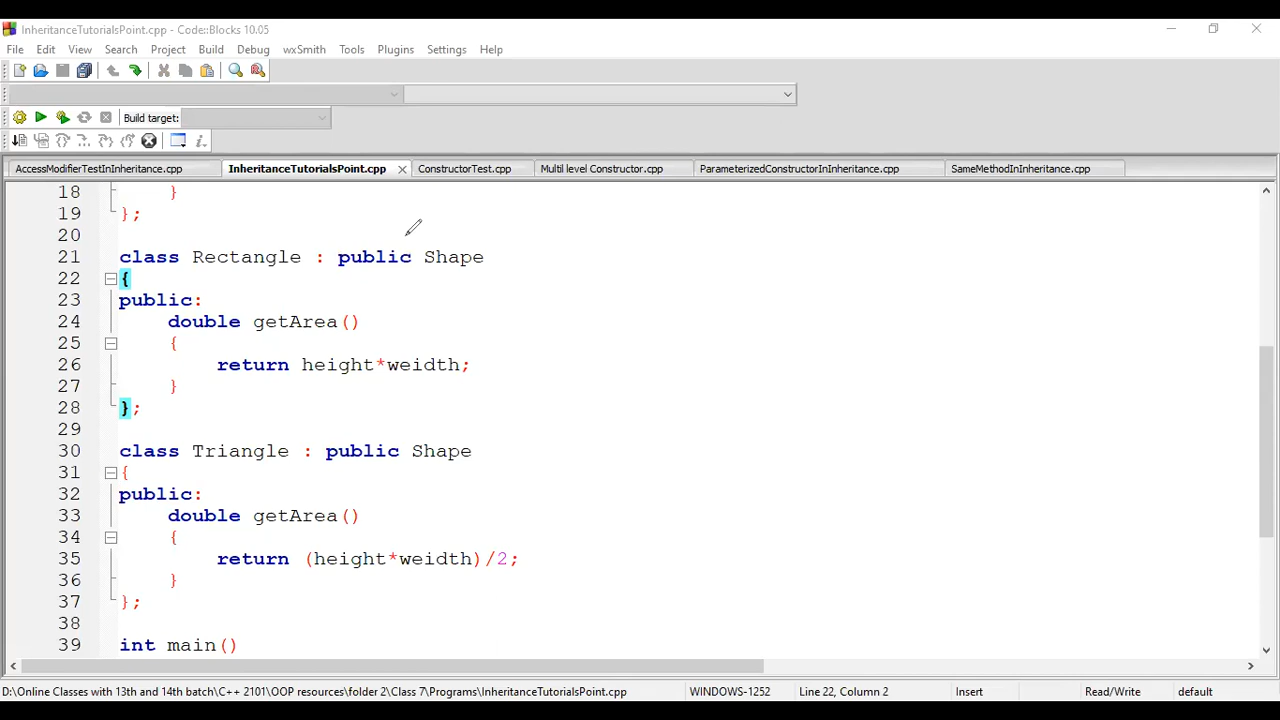 InheritanceTutorialsPoint.cpp - Code::Blocks 10.05
File Edit View Search Project Build Debug wxSmith Tools Plugins Settings Help
Build target:
AccessModifierTestInInheritance.cpp InheritanceTutorialsPoint.cpp ConstructorTest.cpp Multi level Constructor.cpp ParameterizedConstructorInInheritance.cpp SameMethodInInheritance.cpp
18 }
19 };
20
21 class Rectangle : public Shape
22 {
23 public:
24 double getArea()
25 {
26 return height*weidth;
27 }
28 };
29
30 class Triangle : public Shape
31 {
32 public:
33 double getArea()
34 {
35 return (height*weidth)/2;
36 }
37 };
38
39 int main()
D:\Online Classes with 13th and 14th batch\C++ 2101\OOP resources\folder 2\Class 7\Programs\InheritanceTutorialsPoint.cpp WINDOWS-1252 Line 22, Column 2 Insert Read/Write default